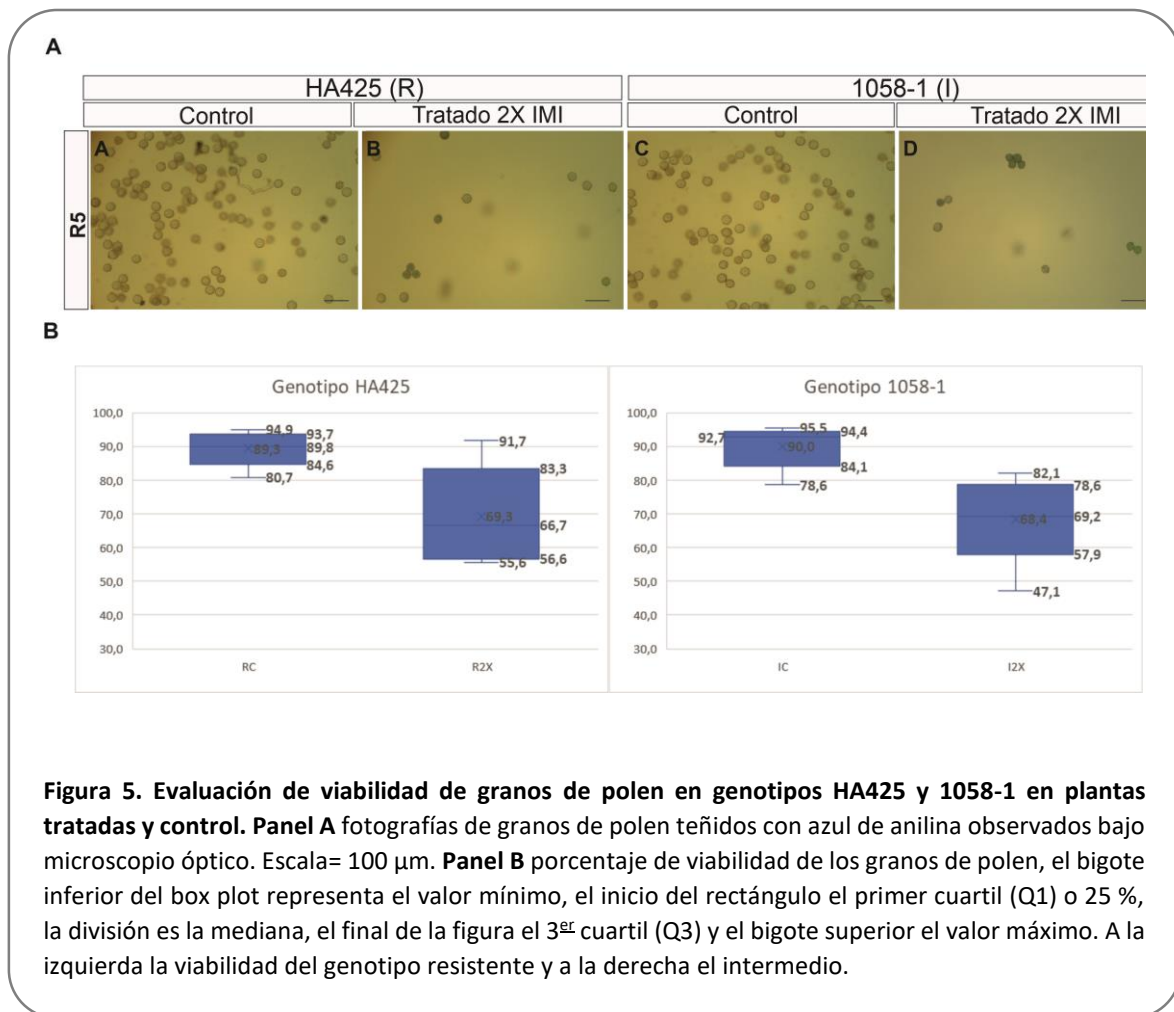 A
HA425 (R)
1058-1 (I)
Control
Tratado 2X IMI
Control
Tratado 2X IMI
R5
A
B
C
D
B
Genotipo HA425
100,0
90,0
80,0
70,0
60,0
50,0
40,0
30,0
94,9
93,7
89,3
89,8
84,6
80,7
91,7
83,3
69,3
66,7
56,6
55,6
RC
R2X
Genotipo 1058-1
100,0
90,0
80,0
70,0
60,0
50,0
40,0
30,0
95,5
94,4
92,7
90,0
84,1
78,6
82,1
78,6
68,4
69,2
57,9
47,1
IC
I2X
Figura 5. Evaluación de viabilidad de granos de polen en genotipos HA425 y 1058-1 en plantas
tratadas y control. Panel A fotografías de granos de polen teñidos con azul de anilina observados bajo
microscopio óptico. Escala= 100 µm. Panel B porcentaje de viabilidad de los granos de polen, el bigote
inferior del box plot representa el valor mínimo, el inicio del rectángulo el primer cuartil (Q1) o 25 %,
la división es la mediana, el final de la figura el 3er cuartil (Q3) y el bigote superior el valor máximo. A la
izquierda la viabilidad del genotipo resistente y a la derecha el intermedio.